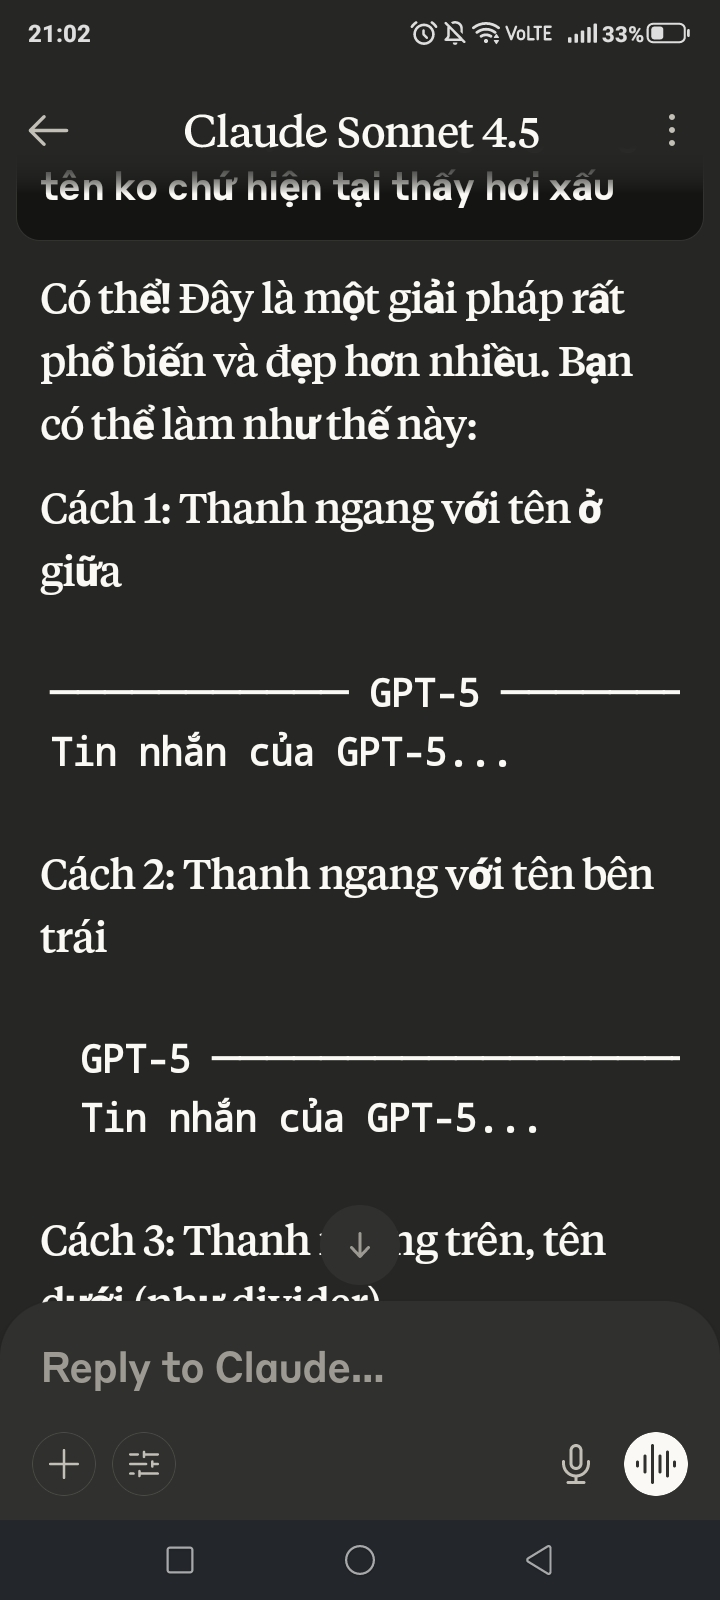 21:02 VoLTE 33%
Claude Sonnet 4.5
tên ko chứ hiện tại thấy hơi xấu
Có thể! Đây là một giải pháp rất
phổ biến và đẹp hơn nhiều. Bạn
có thể làm như thế này:
Cách 1: Thanh ngang với tên ở
giữa
GPT-5
Tin nhắn của GPT-5...
Cách 2: Thanh ngang với tên bên
trái
GPT-5
Tin nhắn của GPT-5...
Cách 3: Thanh ng trên, tên
dưới (như divider)
Reply to Claude...